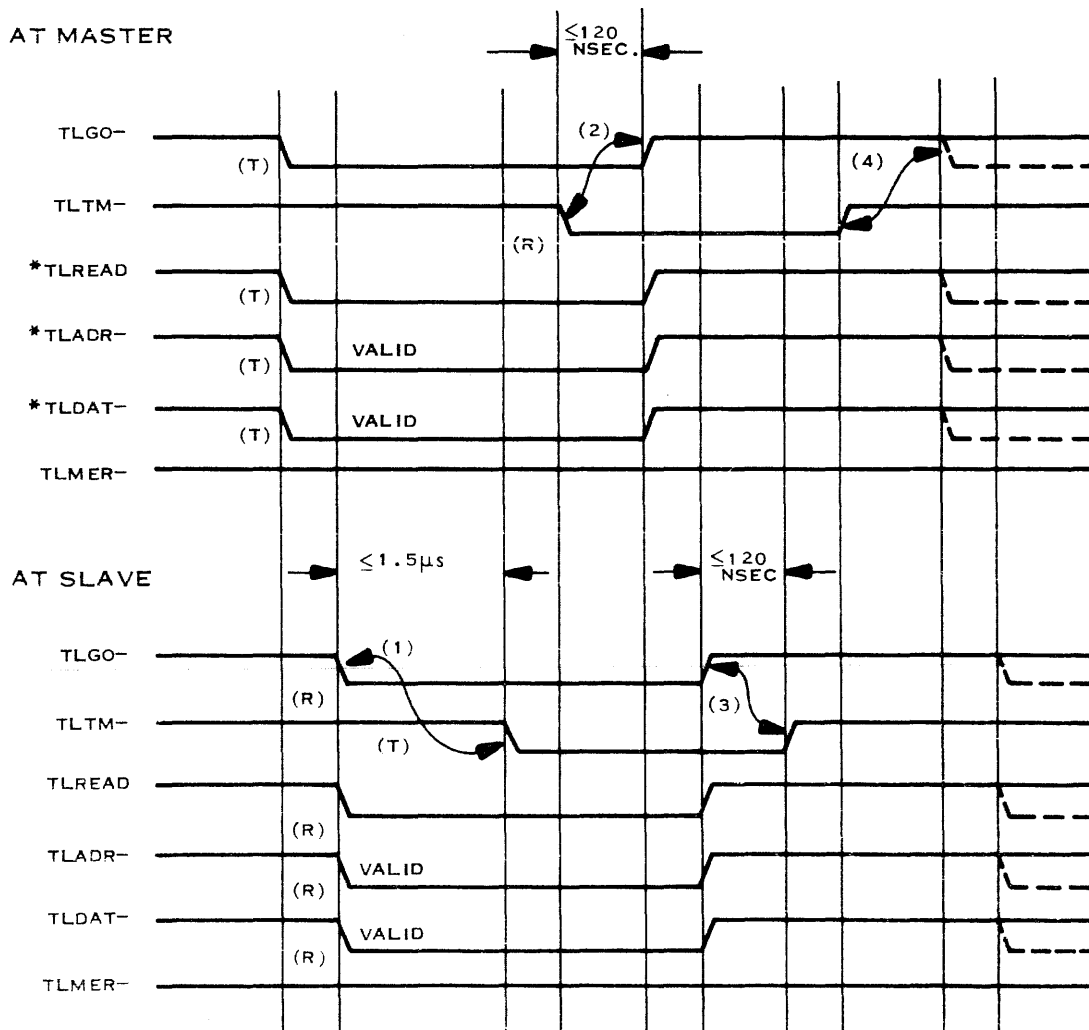 AT MASTER
≤120
NSEC.
TLGO-
(T)
(2)
(4)
TLTM-
(R)
*TLREAD
(T)
*TLADR-
(T)
VALID
*TLDAT-
(T)
VALID
TLMER-
AT SLAVE
≤1.5μs
≤120
NSEC
TLGO-
(R)
(1)
(3)
TLTM-
(T)
TLREAD
(R)
TLADR-
(R)
VALID
TLDAT-
(R)
VALID
TLMER-